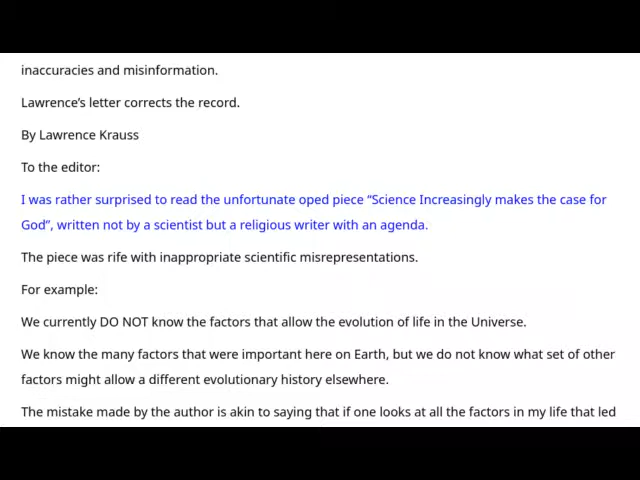 inaccuracies and misinformation.
Lawrence’s letter corrects the record.
By Lawrence Krauss
To the editor:
I was rather surprised to read the unfortunate oped piece “Science Increasingly makes the case for
God”, written not by a scientist but a religious writer with an agenda.
The piece was rife with inappropriate scientific misrepresentations.
For example:
We currently DO NOT know the factors that allow the evolution of life in the Universe.
We know the many factors that were important here on Earth, but we do not know what set of other
factors might allow a different evolutionary history elsewhere.
The mistake made by the author is akin to saying that if one looks at all the factors in my life that led